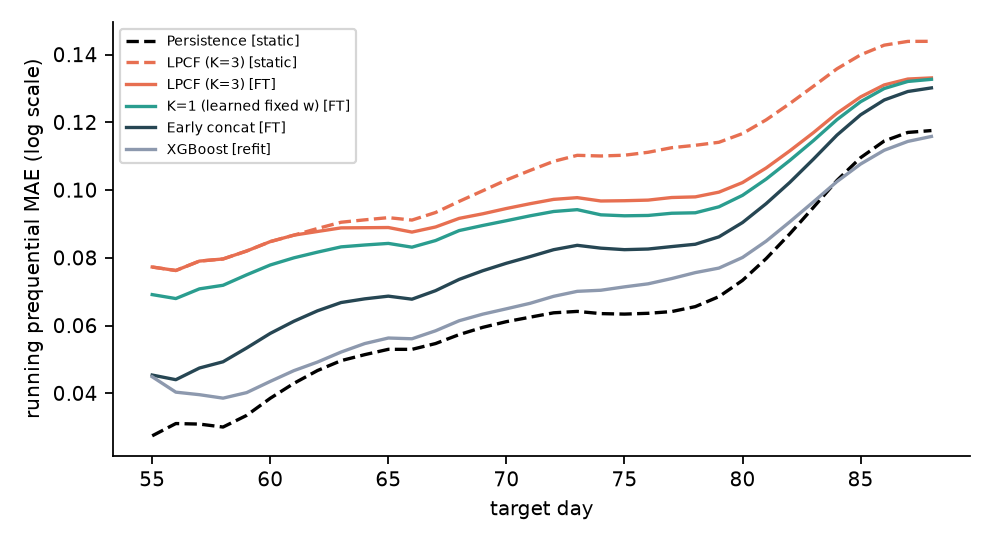 Persistence [static]
LPCF (K=3) [static]
LPCF (K=3) [FT]
K=1 (learned fixed w) [FT]
Early concat [FT]
XGBoost [refit]
running prequential MAE (log scale)
0.14
0.12
0.10
0.08
0.06
0.04
55 60 65 70 75 80 85
target day